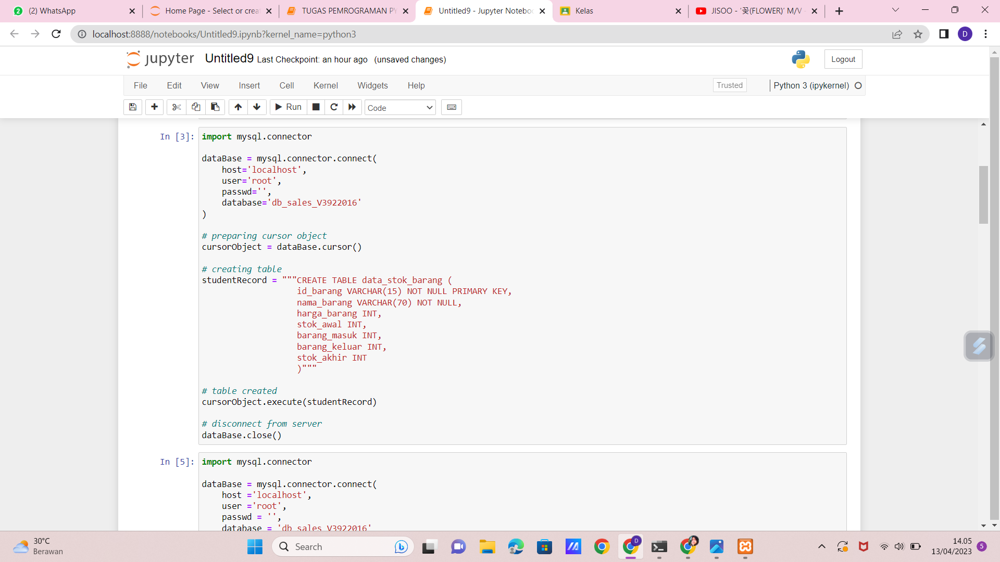 (2) WhatsApp
Home Page - Select or crea
TUGAS PEMROGRAMAN PY
Untitled9 - Jupyter Noteboo
Kelas
JISOO - '꽃(FLOWER)' M/V -
localhost:8888/notebooks/Untitled9.ipynb?kernel_name=python3
D
jupyter Untitled9 Last Checkpoint: an hour ago (unsaved changes)
Logout
File Edit View Insert Cell Kernel Widgets Help
Trusted
Python 3 (ipykernel)
Run
Code
In [3]: import mysql.connector
dataBase = mysql.connector.connect(
host='localhost',
user='root',
passwd='',
database='db_sales_V3922016'
)
# preparing cursor object
cursorObject = dataBase.cursor()
# creating table
studentRecord = """CREATE TABLE data_stok_barang (
id_barang VARCHAR(15) NOT NULL PRIMARY KEY,
nama_barang VARCHAR(70) NOT NULL,
harga_barang INT,
stok_awal INT,
barang_masuk INT,
barang_keluar INT,
stok_akhir INT
)"""
# table created
cursorObject.execute(studentRecord)
# disconnect from server
dataBase.close()
In [5]: import mysql.connector
dataBase = mysql.connector.connect(
host ='localhost',
user ='root',
passwd = '',
database = 'db_sales_V3922016'
30°C
Berawan
Search
D
14.05
13/04/2023
5